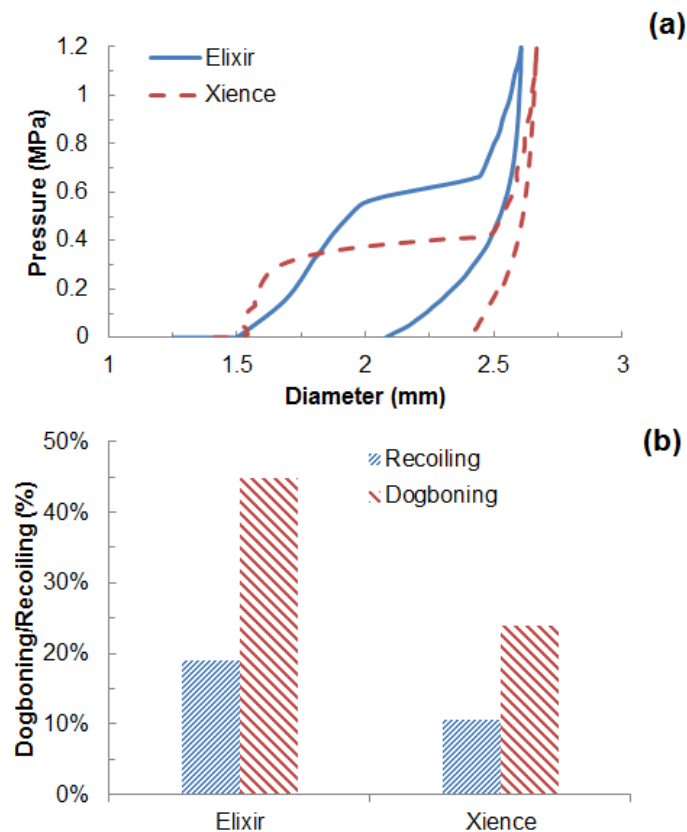 (a)
1.2
1
0.8
0.6
0.4
0.2
0
Pressure (MPa)
Elixir
Xience
1 1.5 2 2.5 3
Diameter (mm)
(b)
50%
40%
30%
20%
10%
0%
Dogboning/Recoiling (%)
Recoiling
Dogboning
Elixir Xience